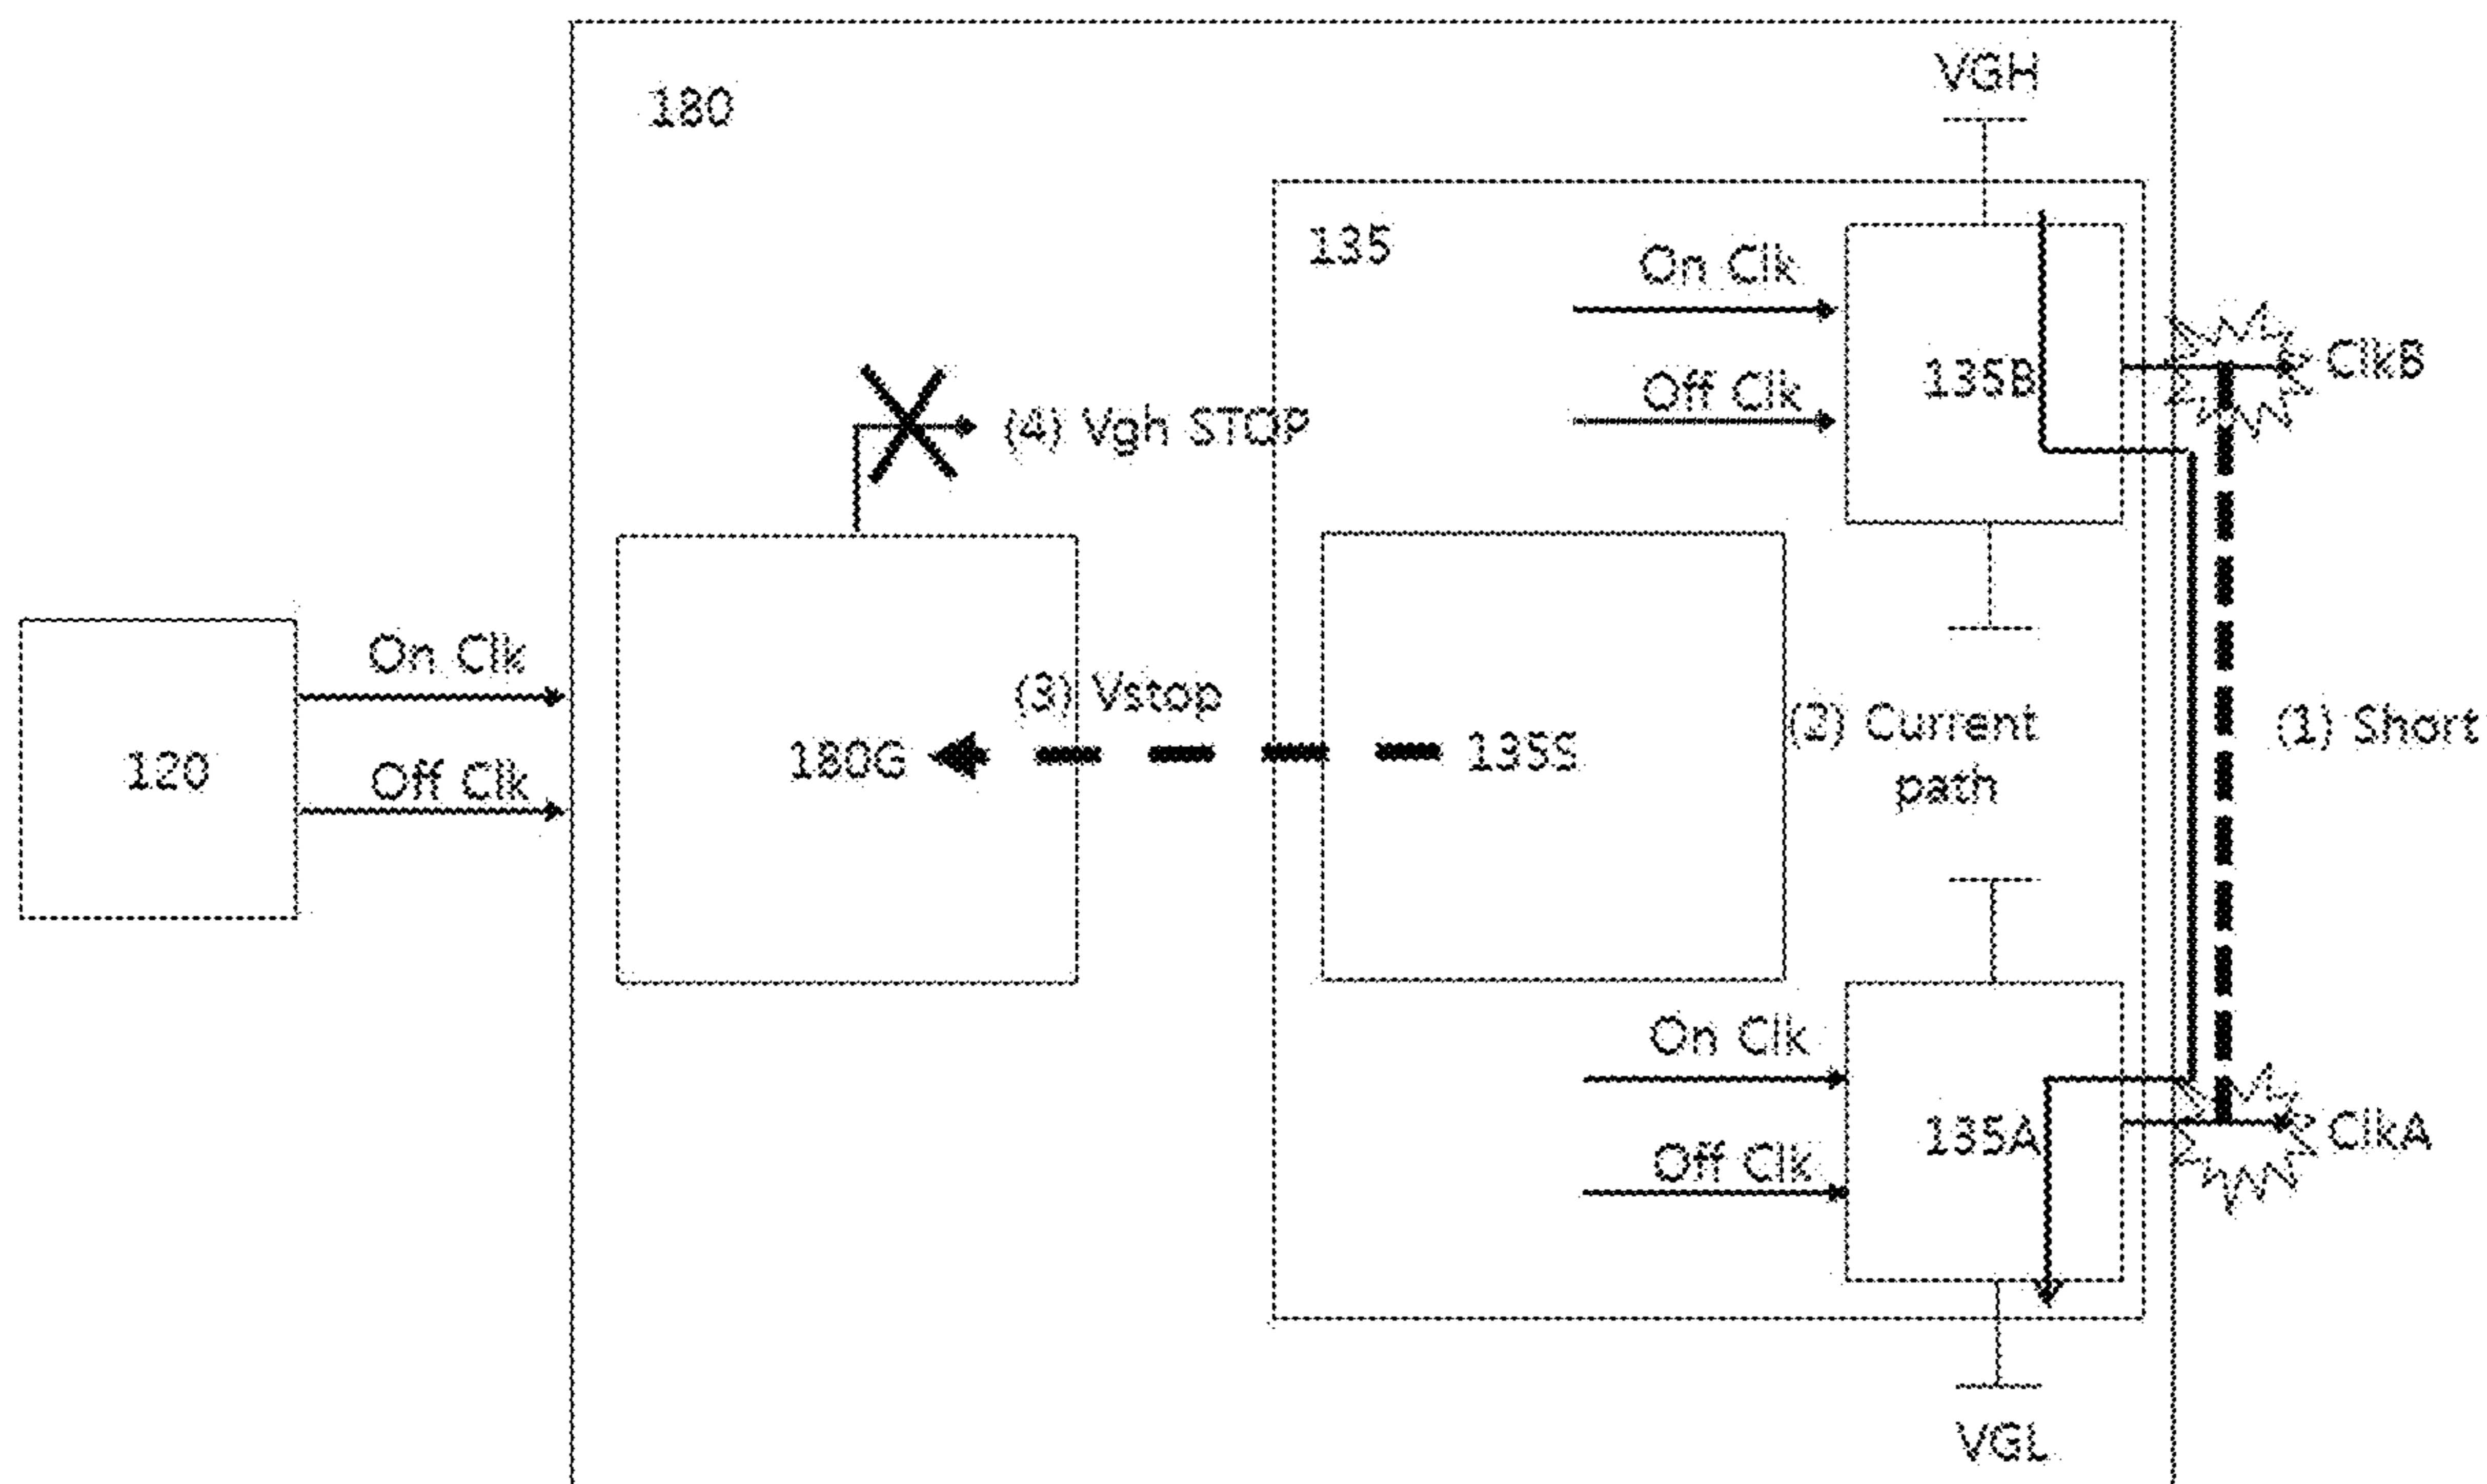 VGH
180
135
On Clk
Off Clk
135B
ClkB
(4) Vgh STOP
On Clk
Off Clk
120
(3) Vstop
180G
135S
(2) Current
path
(1) Short
On Clk
Off Clk
135A
ClkA
VGL